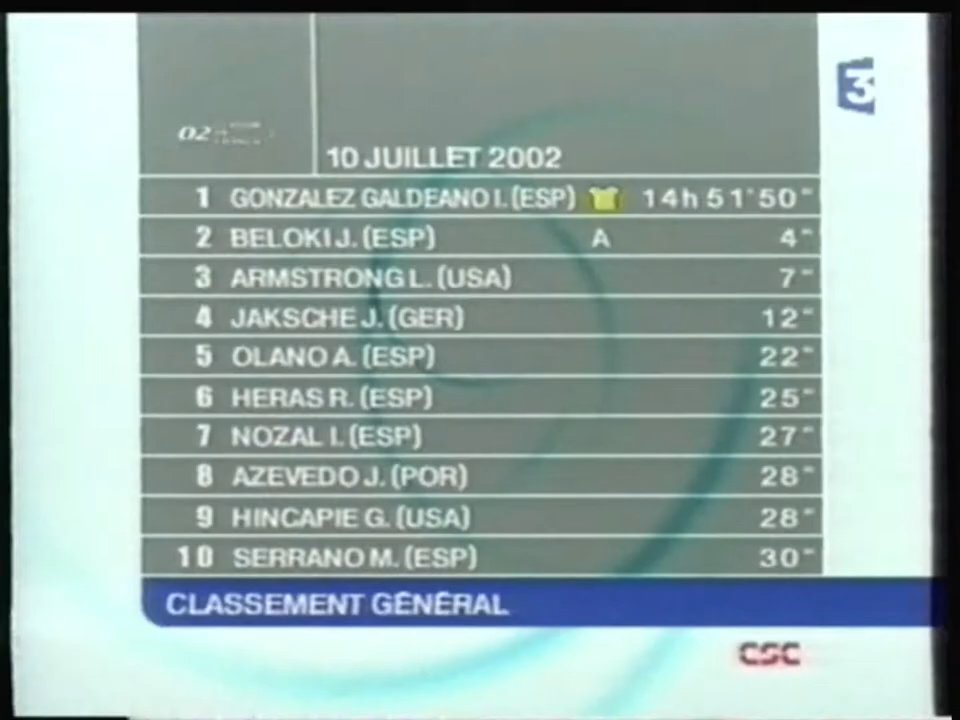 3
02
10 JUILLET 2002
1 GONZALEZ GALDEANO I. (ESP) 14h 51' 50"
2 BELOKI J. (ESP) A 4"
3 ARMSTRONG L. (USA) 7"
4 JAKSCHE J. (GER) 12"
5 OLANO A. (ESP) 22"
6 HERAS R. (ESP) 25"
7 NOZAL I. (ESP) 27"
8 AZEVEDO J. (POR) 28"
9 HINCAPIE G. (USA) 28"
10 SERRANO M. (ESP) 30"
CLASSEMENT GÉNÉRAL
CSC